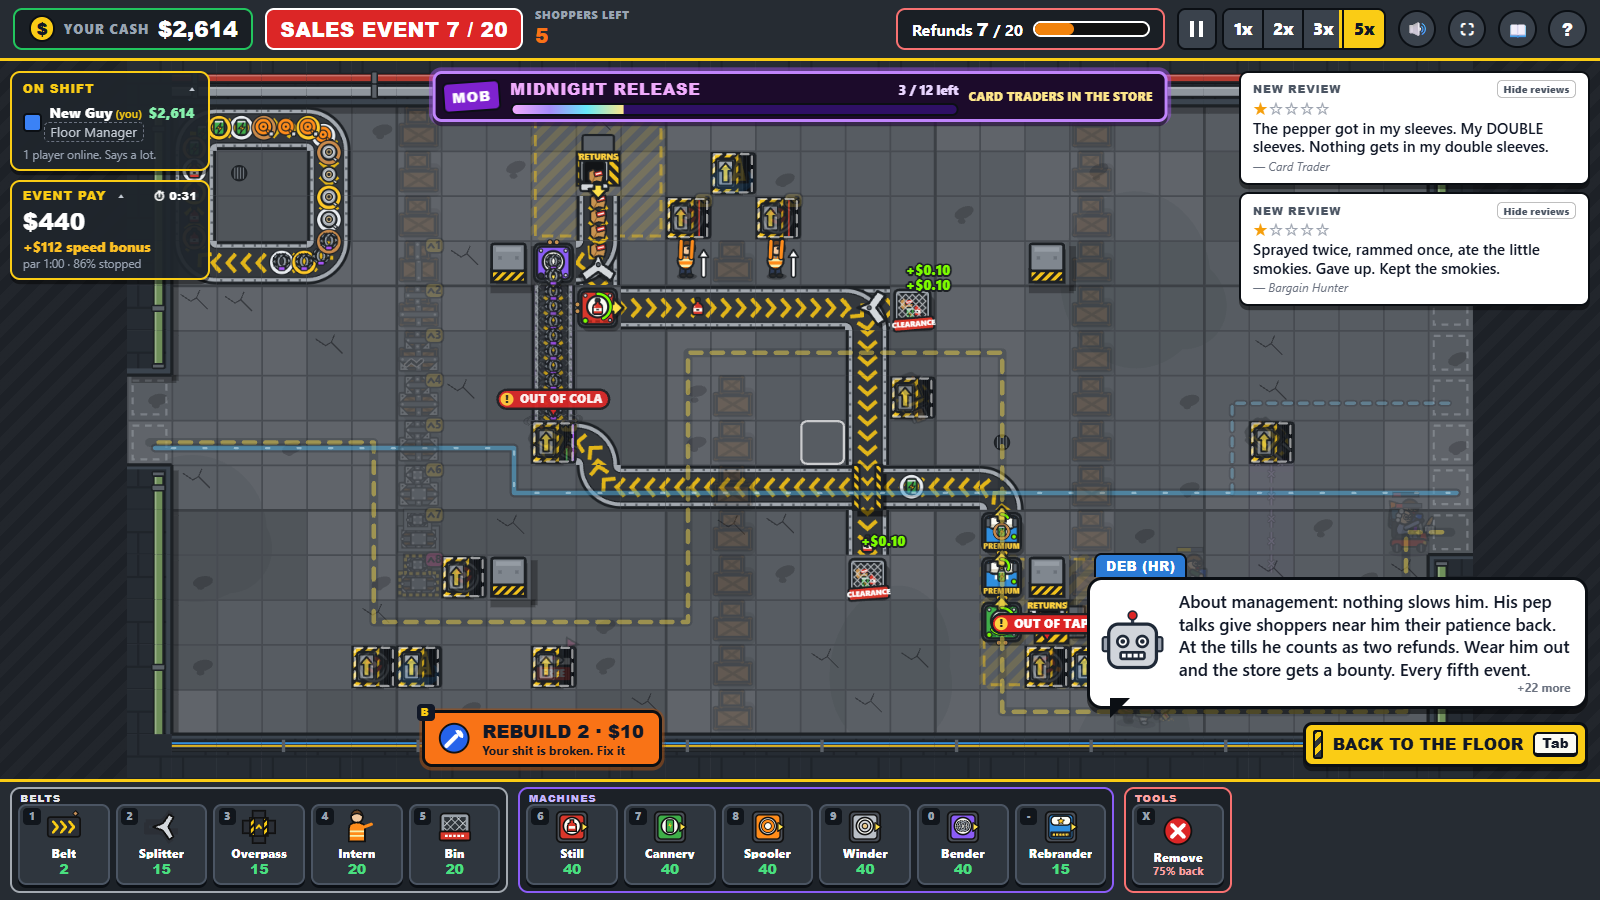 YOUR CASH $2,614
SALES EVENT 7 / 20
SHOPPERS LEFT
5
Refunds 7 / 20
1x 2x 3x 5x
?
ON SHIFT
New Guy (you) $2,614
Floor Manager
1 player online. Says a lot.
EVENT PAY 0:31
$440
+$112 speed bonus
par 1:00 · 86% stopped
MOB MIDNIGHT RELEASE
3 / 12 left
CARD TRADERS IN THE STORE
NEW REVIEW
Hide reviews
The pepper got in my sleeves. My DOUBLE
sleeves. Nothing gets in my double sleeves.
— Card Trader
NEW REVIEW
Hide reviews
Sprayed twice, rammed once, ate the little
smokies. Gave up. Kept the smokies.
— Bargain Hunter
RETURNS
A1
A2
A3
A4
A5
A6
A7
+$0.10
+$0.10
CLEARANCE
! OUT OF COLA
+$0.10
CLEARANCE
PREMIUM
PREMIUM
RETURNS
! OUT OF TAP
DEB (HR)
About management: nothing slows him. His pep
talks give shoppers near him their patience back.
At the tills he counts as two refunds. Wear him out
and the store gets a bounty. Every fifth event.
+22 more
B
REBUILD 2 · $10
Your shit is broken. Fix it
BACK TO THE FLOOR Tab
BELTS
1 Belt 2
2 Splitter 15
3 Overpass 15
4 Intern 20
5 Bin 20
MACHINES
6 Still 40
7 Cannery 40
8 Spooler 40
9 Winder 40
0 Bender 40
- Rebrander 15
TOOLS
X Remove
75% back